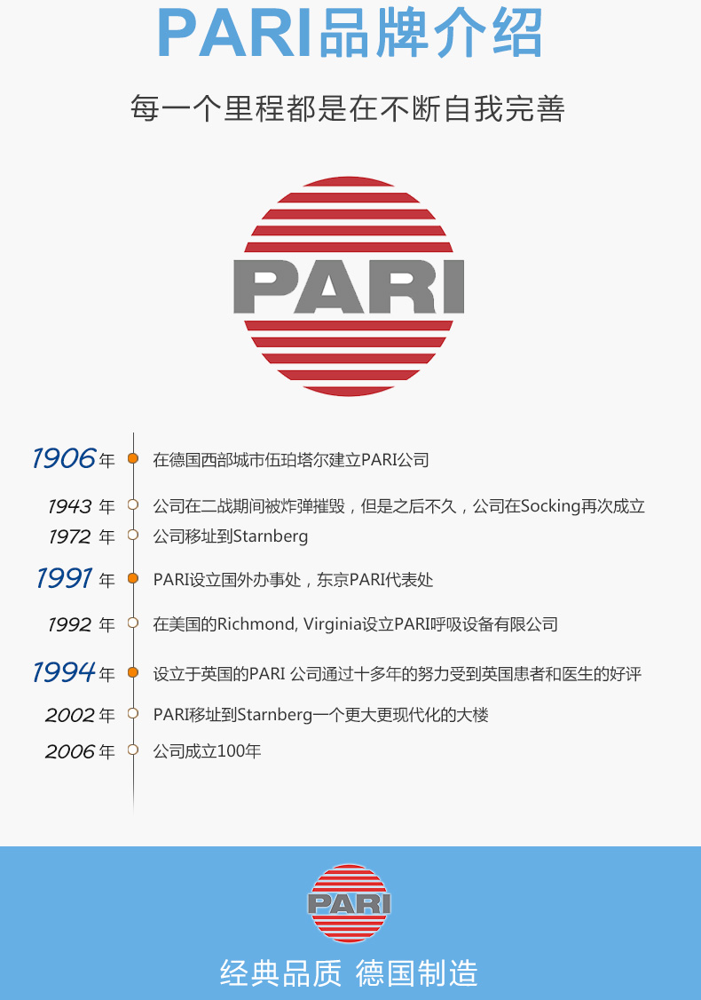 PARI品牌介绍
每一个里程都是在不断自我完善
PARI
1906年 在德国西部城市伍珀塔尔建立PARI公司
1943 年 公司在二战期间被炸弹摧毁，但是之后不久，公司在Socking再次成立
1972 年 公司移址到Starnberg
1991 年 PARI设立国外办事处，东京PARI代表处
1992 年 在美国的Richmond, Virginia设立PARI呼吸设备有限公司
1994年 设立于英国的PARI 公司通过十多年的努力受到英国患者和医生的好评
2002 年 PARI移址到Starnberg一个更大更现代化的大楼
2006 年 公司成立100年
PARI
经典品质 德国制造